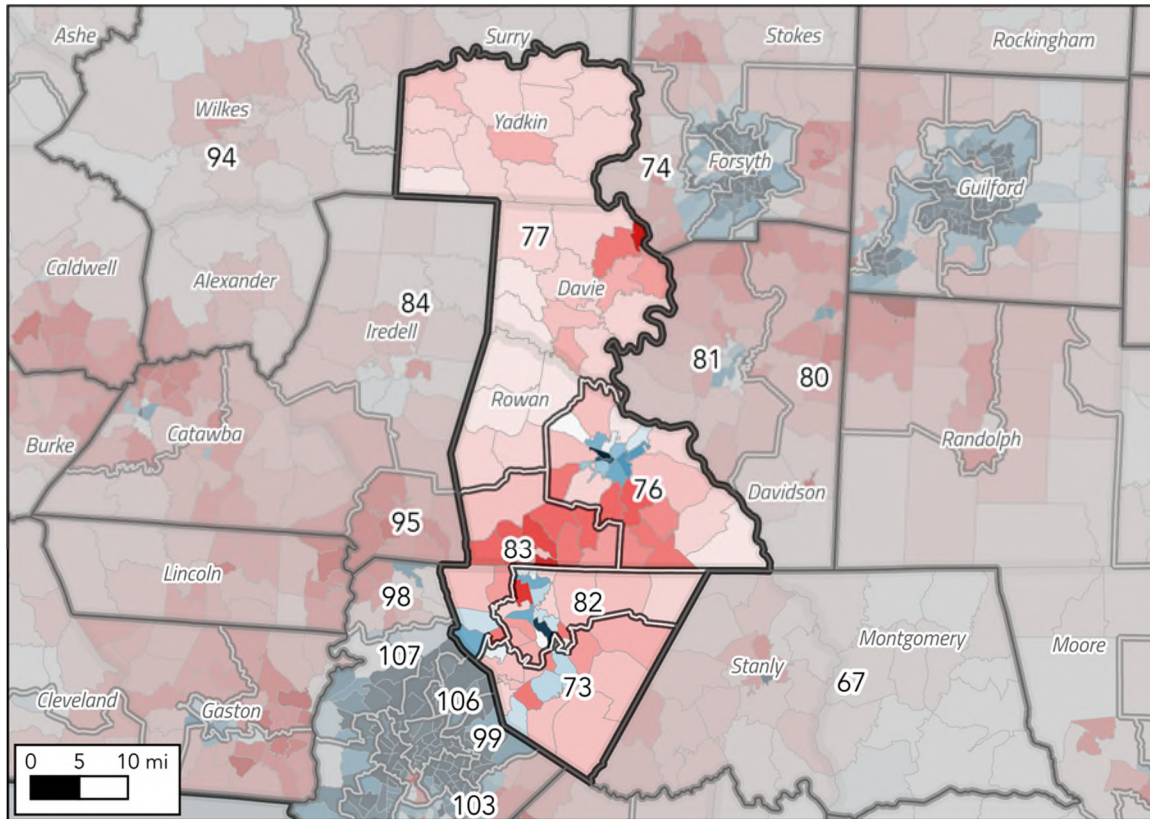 Ashe
Surry
Stokes
Rockingham
Wilkes
94
Yadkin
74
Forsyth
Guilford
77
Caldwell
Alexander
Davie
84
Iredell
81
80
Rowan
Burke
Catawba
Randolph
76
Davidson
95
83
Lincoln
98
82
107
Montgomery
Moore
Stanly
67
73
Cleveland
Gaston
106
99
0 5 10 mi
103